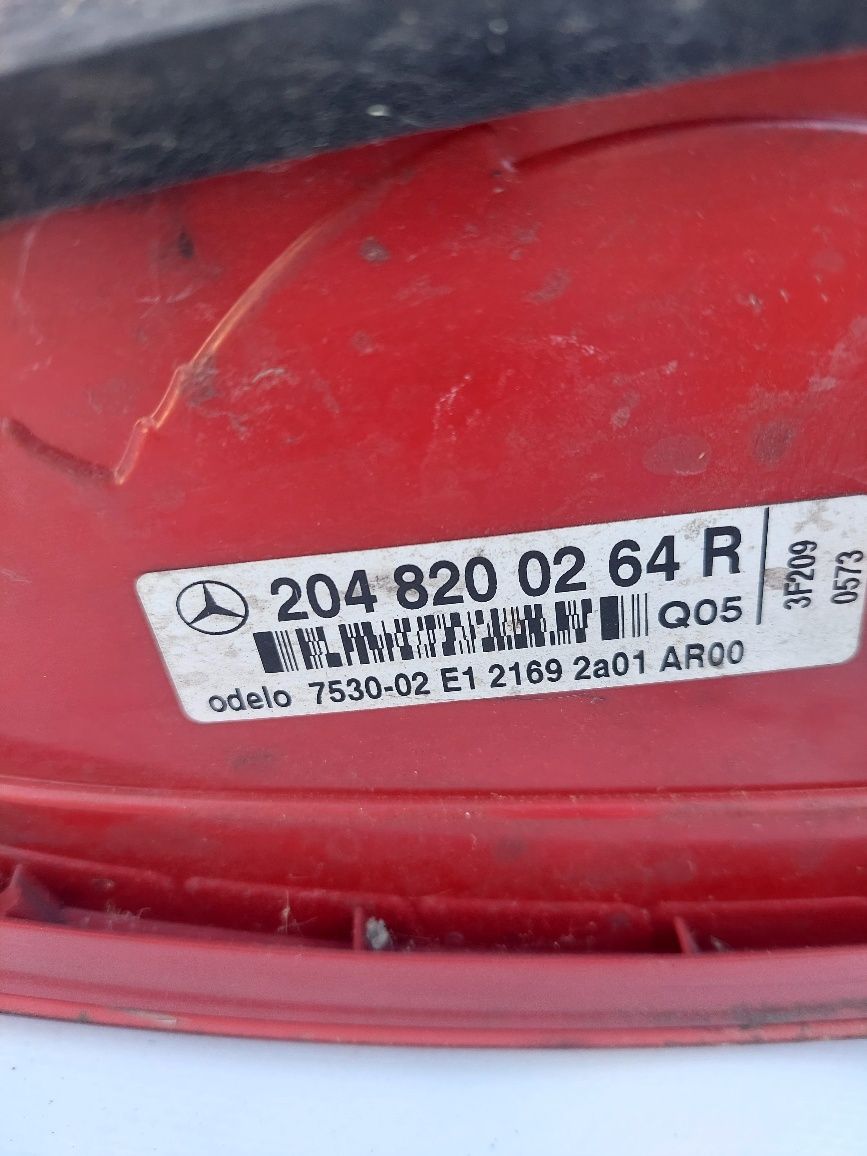 204 820 02 64 R
Q05
odelo 7530-02 E1 2169 2a01 AR00
3F209
0573